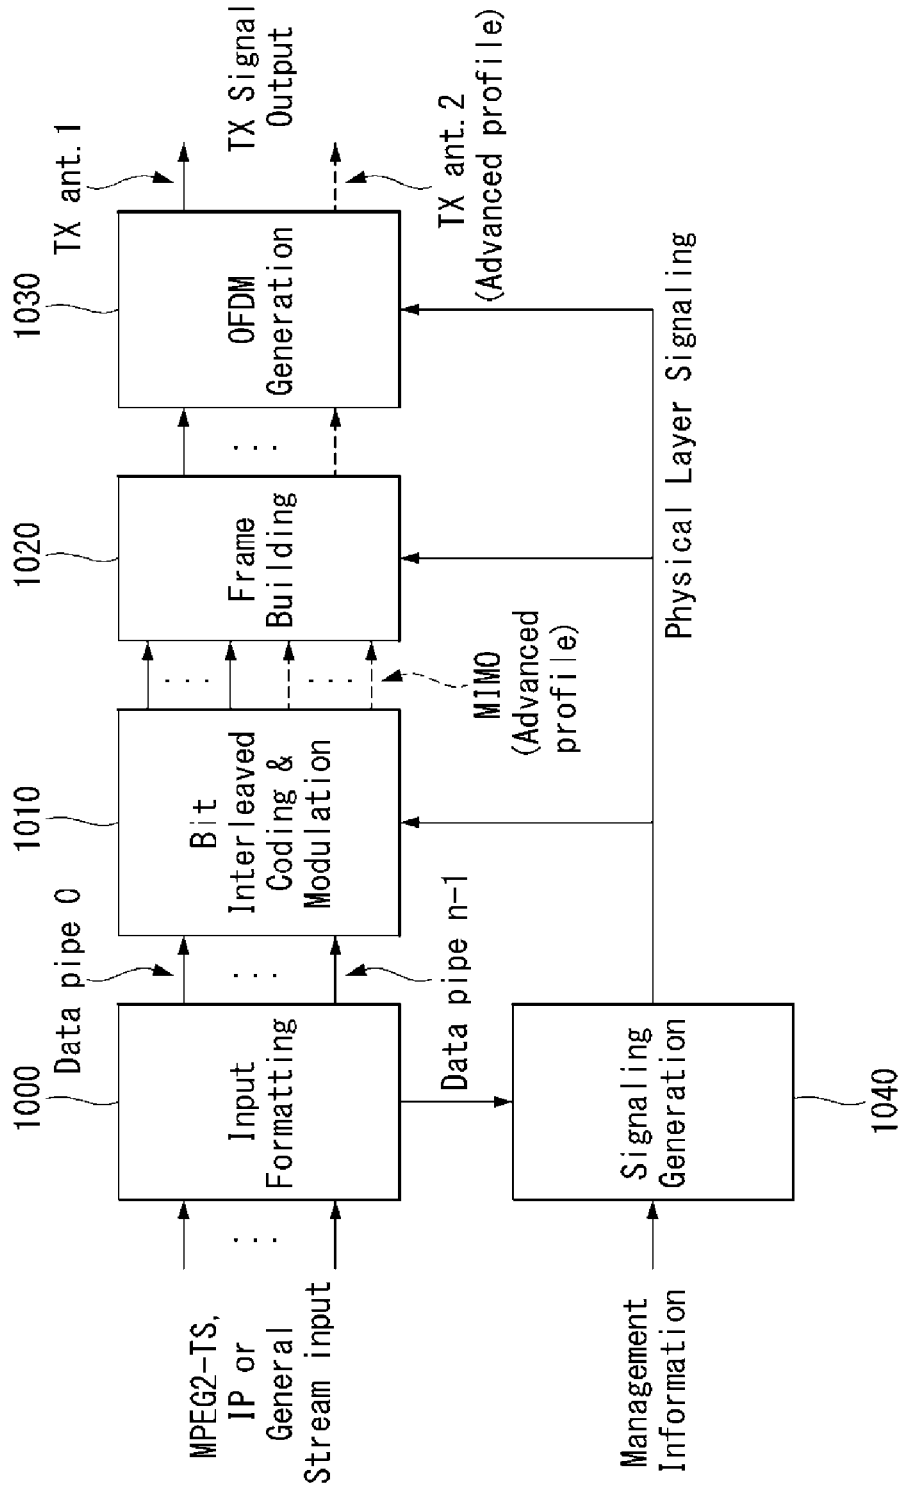 1000
1010
1020
1030
Data pipe 0
TX ant.1
MPEG2-TS,
IP or
General
Stream input
...
Input
Formatting
...
Bit
Interleaved
Coding &
Modulation
...
...
Frame
Building
...
OFDM
Generation
TX Signal
Output
Data pipe n-1
MIMO
(Advanced
profile)
TX ant.2
(Advanced profile)
Management
Information
Signaling
Generation
Physical Layer Signaling
1040